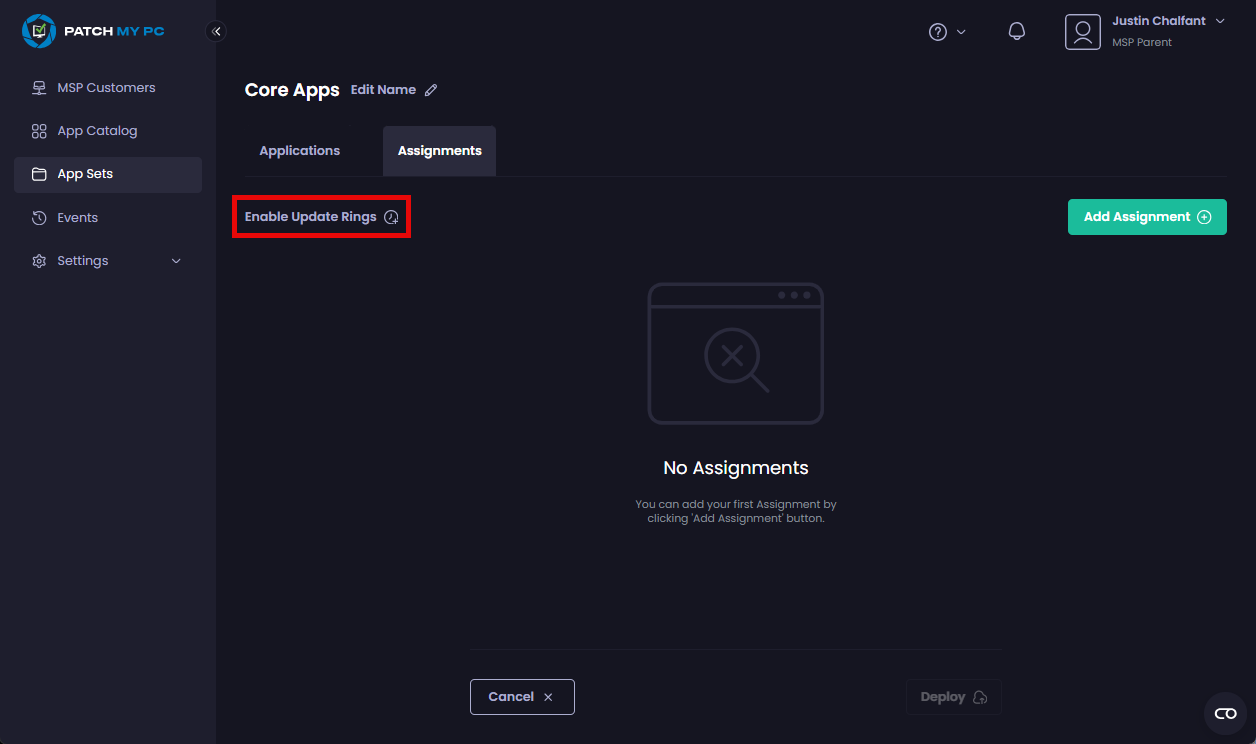 PATCH MY PC
Justin Chalfant
MSP Parent
MSP Customers
App Catalog
App Sets
Events
Settings
Core Apps Edit Name
Applications Assignments
Enable Update Rings
Add Assignment
No Assignments
You can add your first Assignment by
clicking 'Add Assignment' button.
Cancel
Deploy